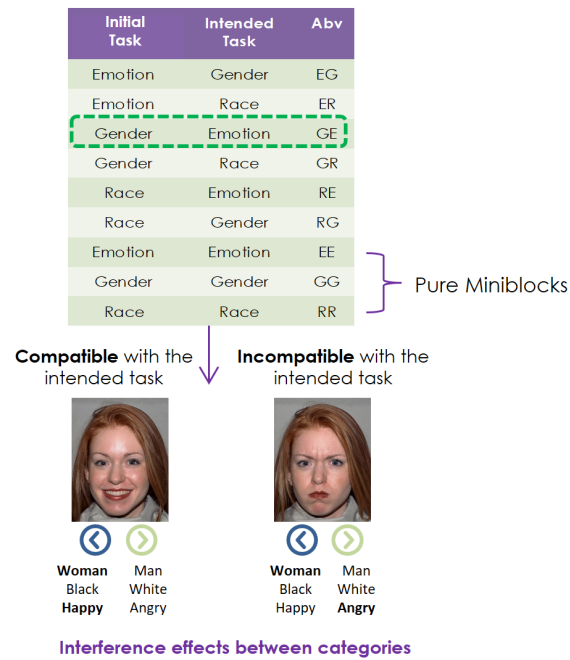 Initial Task Intended Task Abv
Emotion Gender EG
Emotion Race ER
Gender Emotion GE
Gender Race GR
Race Emotion RE
Race Gender RG
Emotion Emotion EE
Gender Gender GG
Race Race RR
Pure Miniblocks
Compatible with the
intended task
Incompatible with the
intended task
Woman Man
Black White
Happy Angry
Woman Man
Black White
Happy Angry
Interference effects between categories